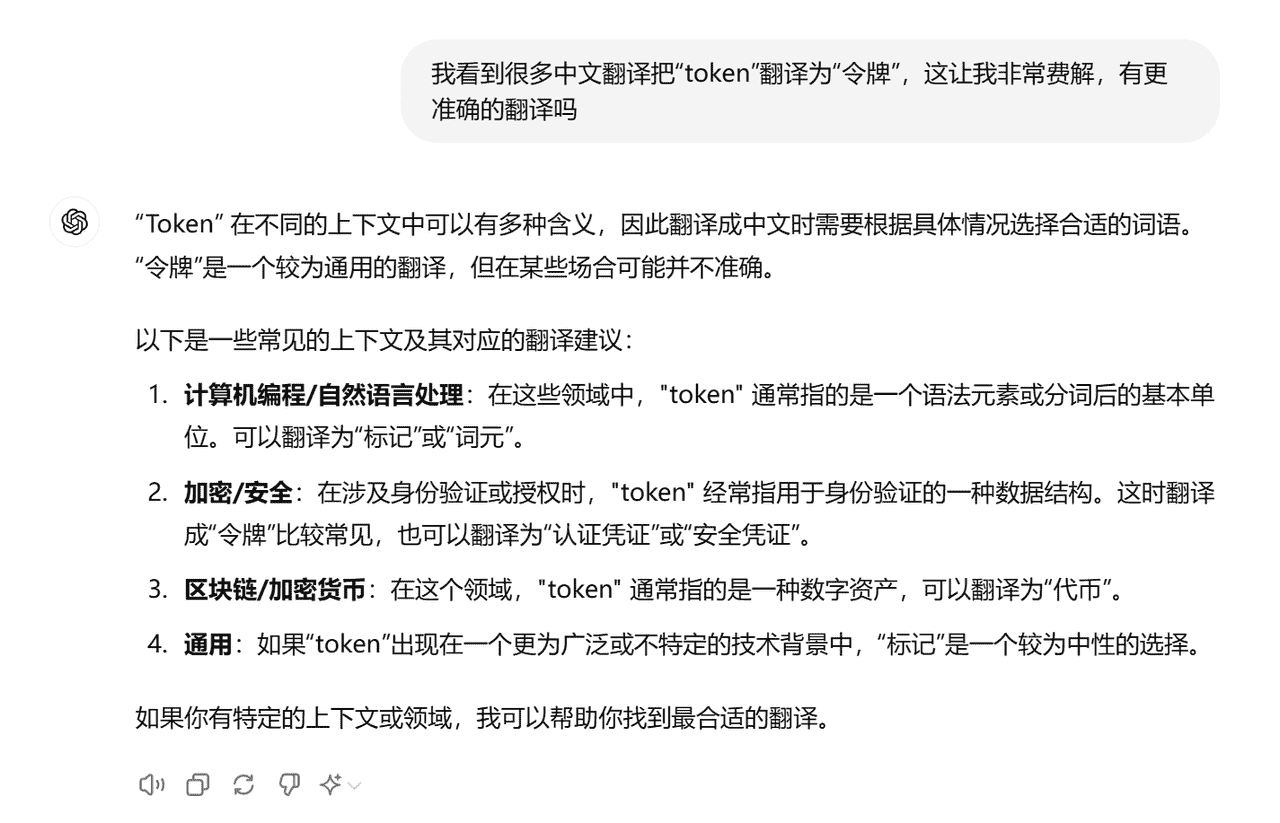 我看到很多中文翻译把“token”翻译为“令牌”，这让我非常费解，有更
准确的翻译吗
“Token” 在不同的上下文中可以有多种含义，因此翻译成中文时需要根据具体情况选择合适的词语。
“令牌”是一个较为通用的翻译，但在某些场合可能并不准确。
以下是一些常见的上下文及其对应的翻译建议：
1. 计算机编程/自然语言处理：在这些领域中，"token" 通常指的是一个语法元素或分词后的基本单
位。可以翻译为“标记”或“词元”。
2. 加密/安全：在涉及身份验证或授权时，"token" 经常指用于身份验证的一种数据结构。这时翻译
成“令牌”比较常见，也可以翻译为“认证凭证”或“安全凭证”。
3. 区块链/加密货币：在这个领域，"token" 通常指的是一种数字资产，可以翻译为“代币”。
4. 通用：如果“token”出现在一个更为广泛或不特定的技术背景中，“标记”是一个较为中性的选择。
如果你有特定的上下文或领域，我可以帮助你找到最合适的翻译。